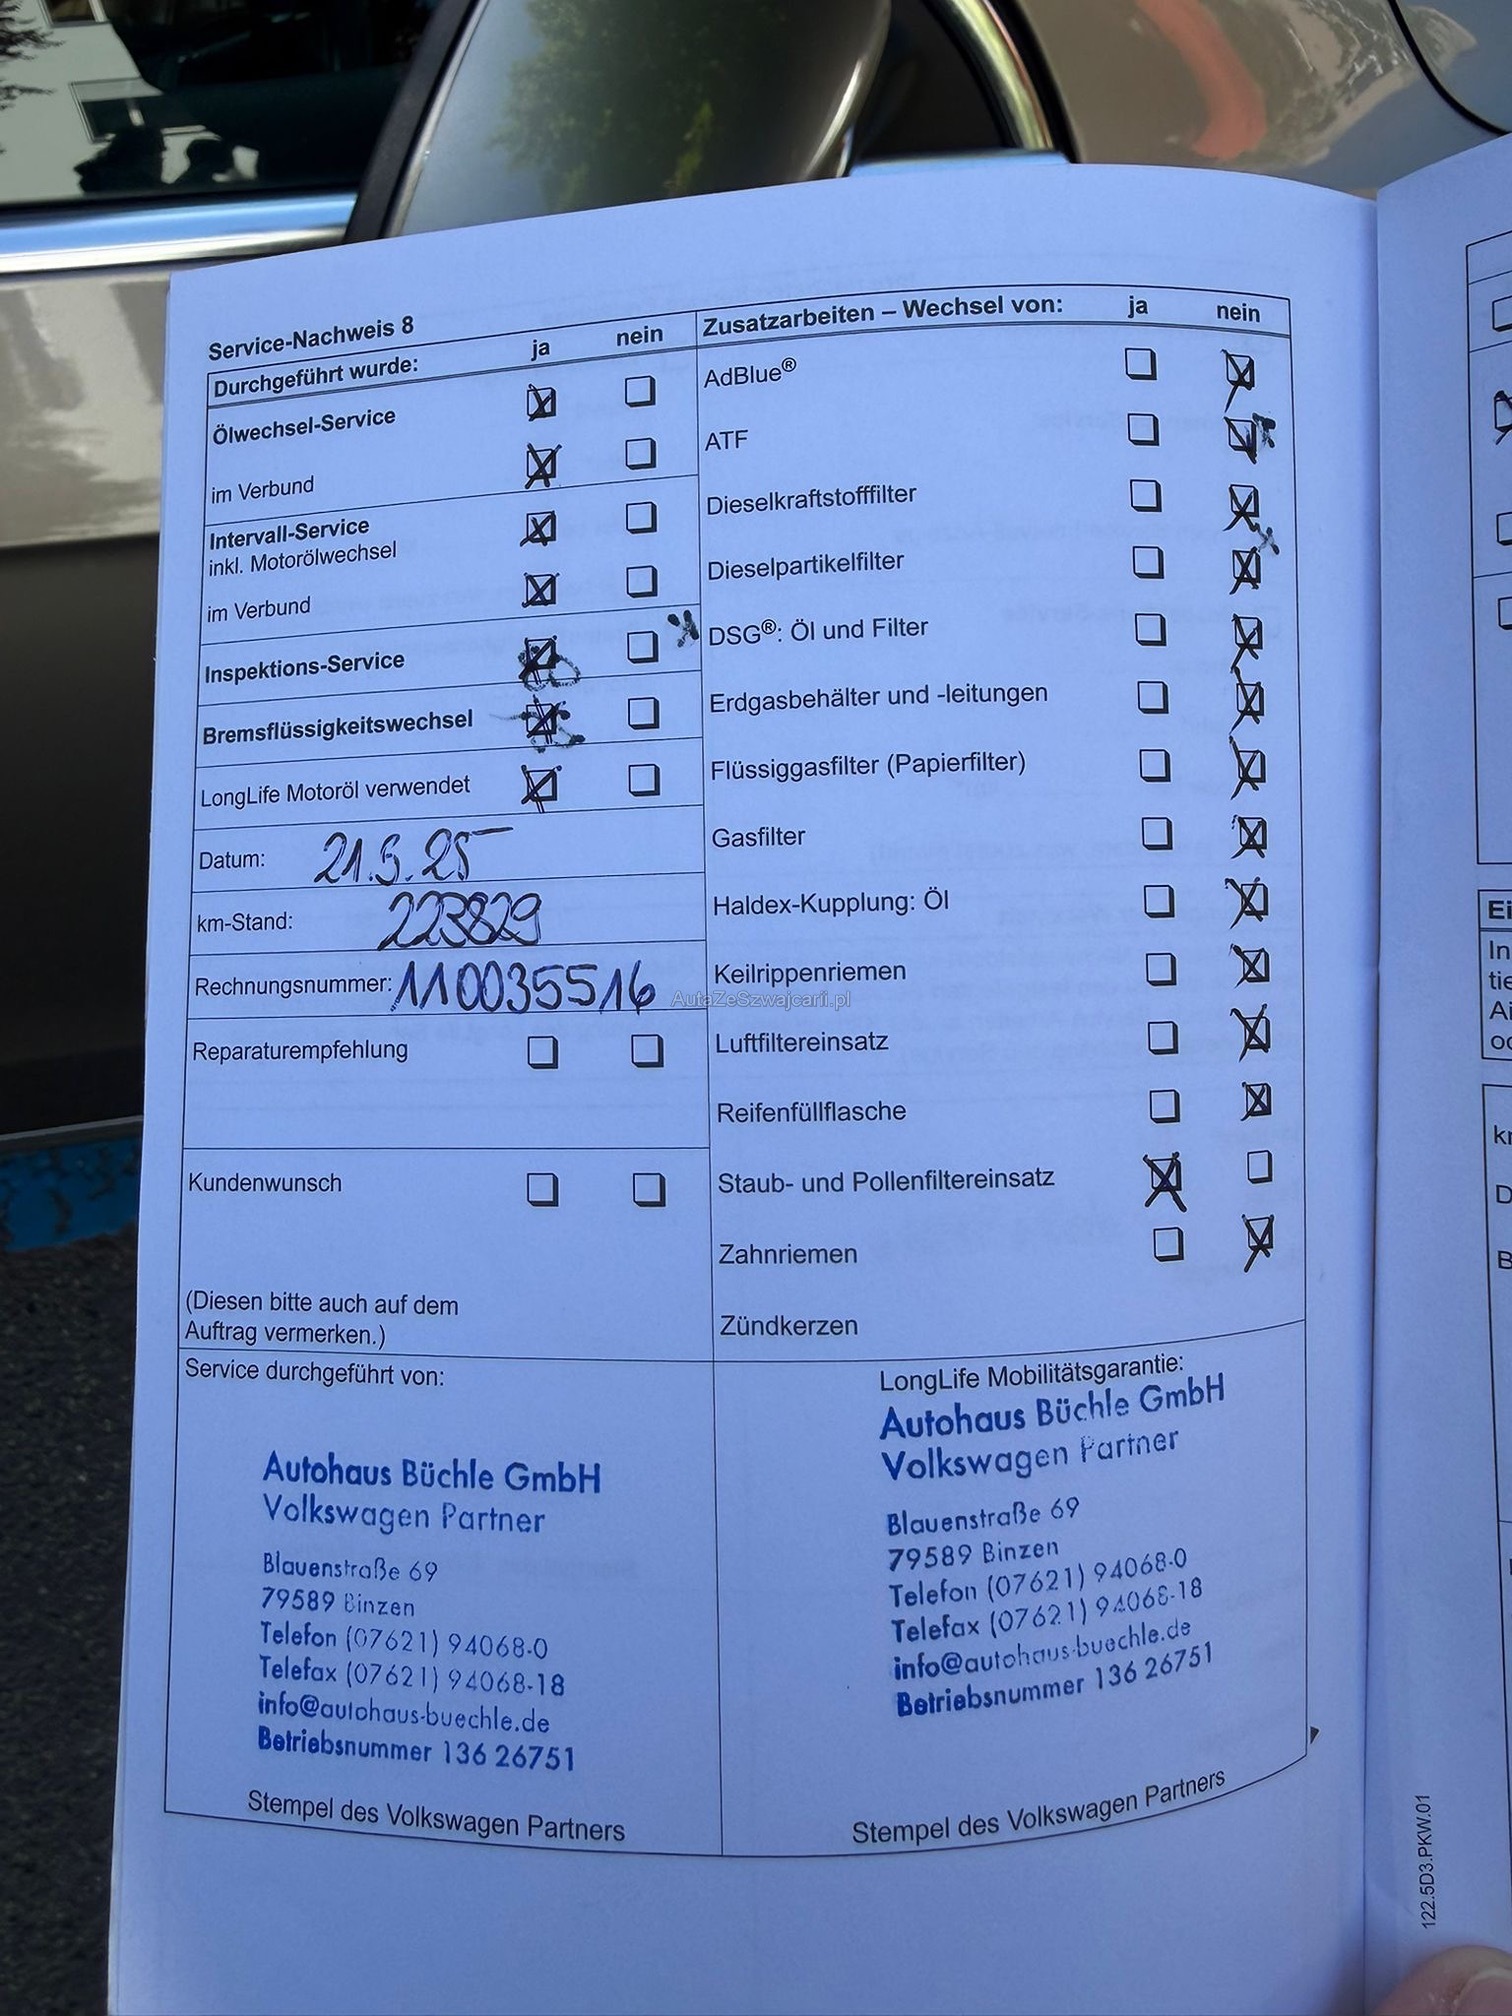 Service-Nachweis 8
Durchgeführt wurde: ja nein
Ölwechsel-Service
im Verbund
Intervall-Service
inkl. Motorölwechsel
im Verbund
Inspektions-Service
Bremsflüssigkeitswechsel
LongLife Motoröl verwendet
Datum: 21.5.25
km-Stand: 223829
Rechnungsnummer: 110035516
Reparaturempfehlung
Kundenwunsch
(Diesen bitte auch auf dem
Auftrag vermerken.)
Zusatzarbeiten – Wechsel von: ja nein
AdBlue®
ATF
Dieselkraftstofffilter
Dieselpartikelfilter
DSG®: Öl und Filter
Erdgasbehälter und -leitungen
Flüssiggasfilter (Papierfilter)
Gasfilter
Haldex-Kupplung: Öl
Keilrippenriemen
Luftfiltereinsatz
Reifenfüllflasche
Staub- und Pollenfiltereinsatz
Zahnriemen
Zündkerzen
Service durchgeführt von:
Autohaus Büchle GmbH
Volkswagen Partner
Blauenstraße 69
79589 Binzen
Telefon (07621) 94068-0
Telefax (07621) 94068-18
info@autohaus-buechle.de
Betriebsnummer 136 26751
Stempel des Volkswagen Partners
LongLife Mobilitätsgarantie:
Autohaus Büchle GmbH
Volkswagen Partner
Blauenstraße 69
79589 Binzen
Telefon (07621) 94068-0
Telefax (07621) 94068-18
info@autohaus-buechle.de
Betriebsnummer 136 26751
Stempel des Volkswagen Partners
AutaZeSzwajcarii.pl
122.5D3.PKW.01
Ei
In
tie
Ai
kr
D
B